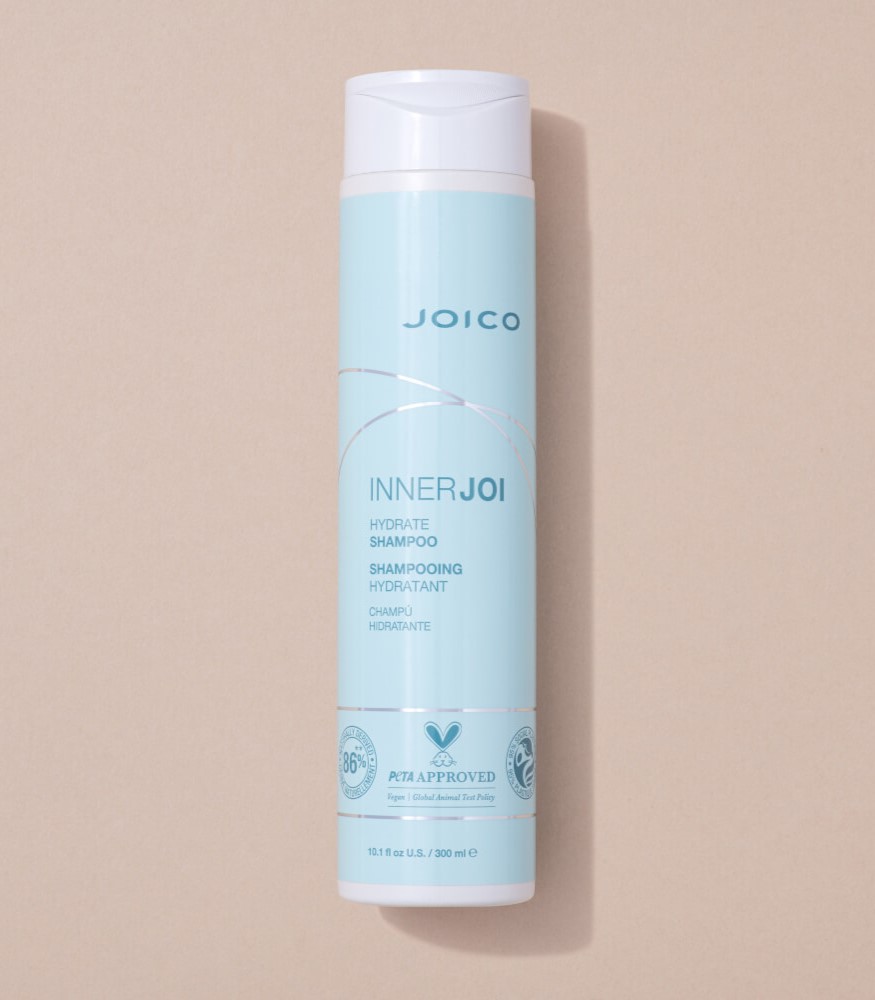 JOICO
INNERJOI
HYDRATE
SHAMPOO
SHAMPOOING
HYDRATANT
CHAMPÚ
HIDRATANTE
86%
PETA APPROVED
Vegan | Global Animal Test Policy
10.1 fl oz U.S. / 300 ml ℮